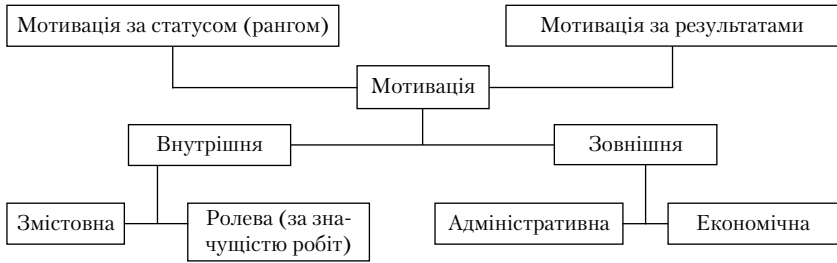 Мотивація за статусом (рангом)
Мотивація за результатами
Мотивація
Внутрішня
Зовнішня
Змістовна
Ролева (за зна-
чущістю робіт)
Адміністративна
Економічна